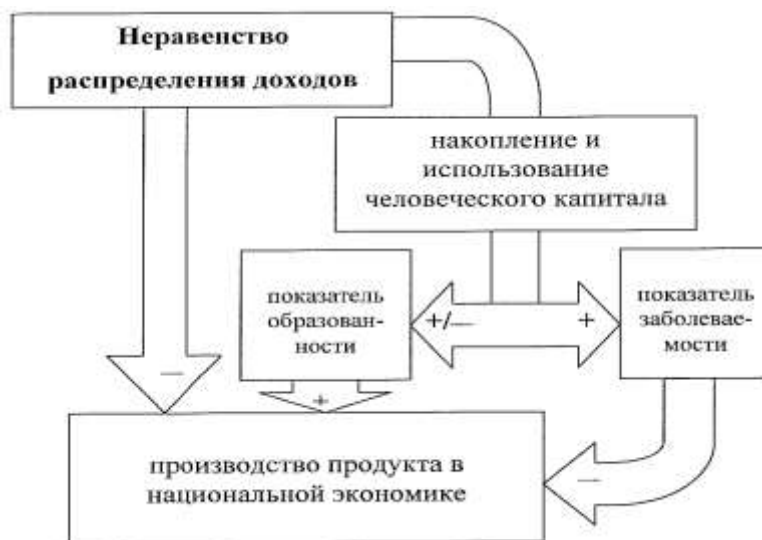 Неравенство
распределения доходов
накопление и
использование
человеческого капитала
показатель
образован-
ности
+/—
+
показатель
заболевае-
мости
—
+
—
производство продукта в
национальной экономике